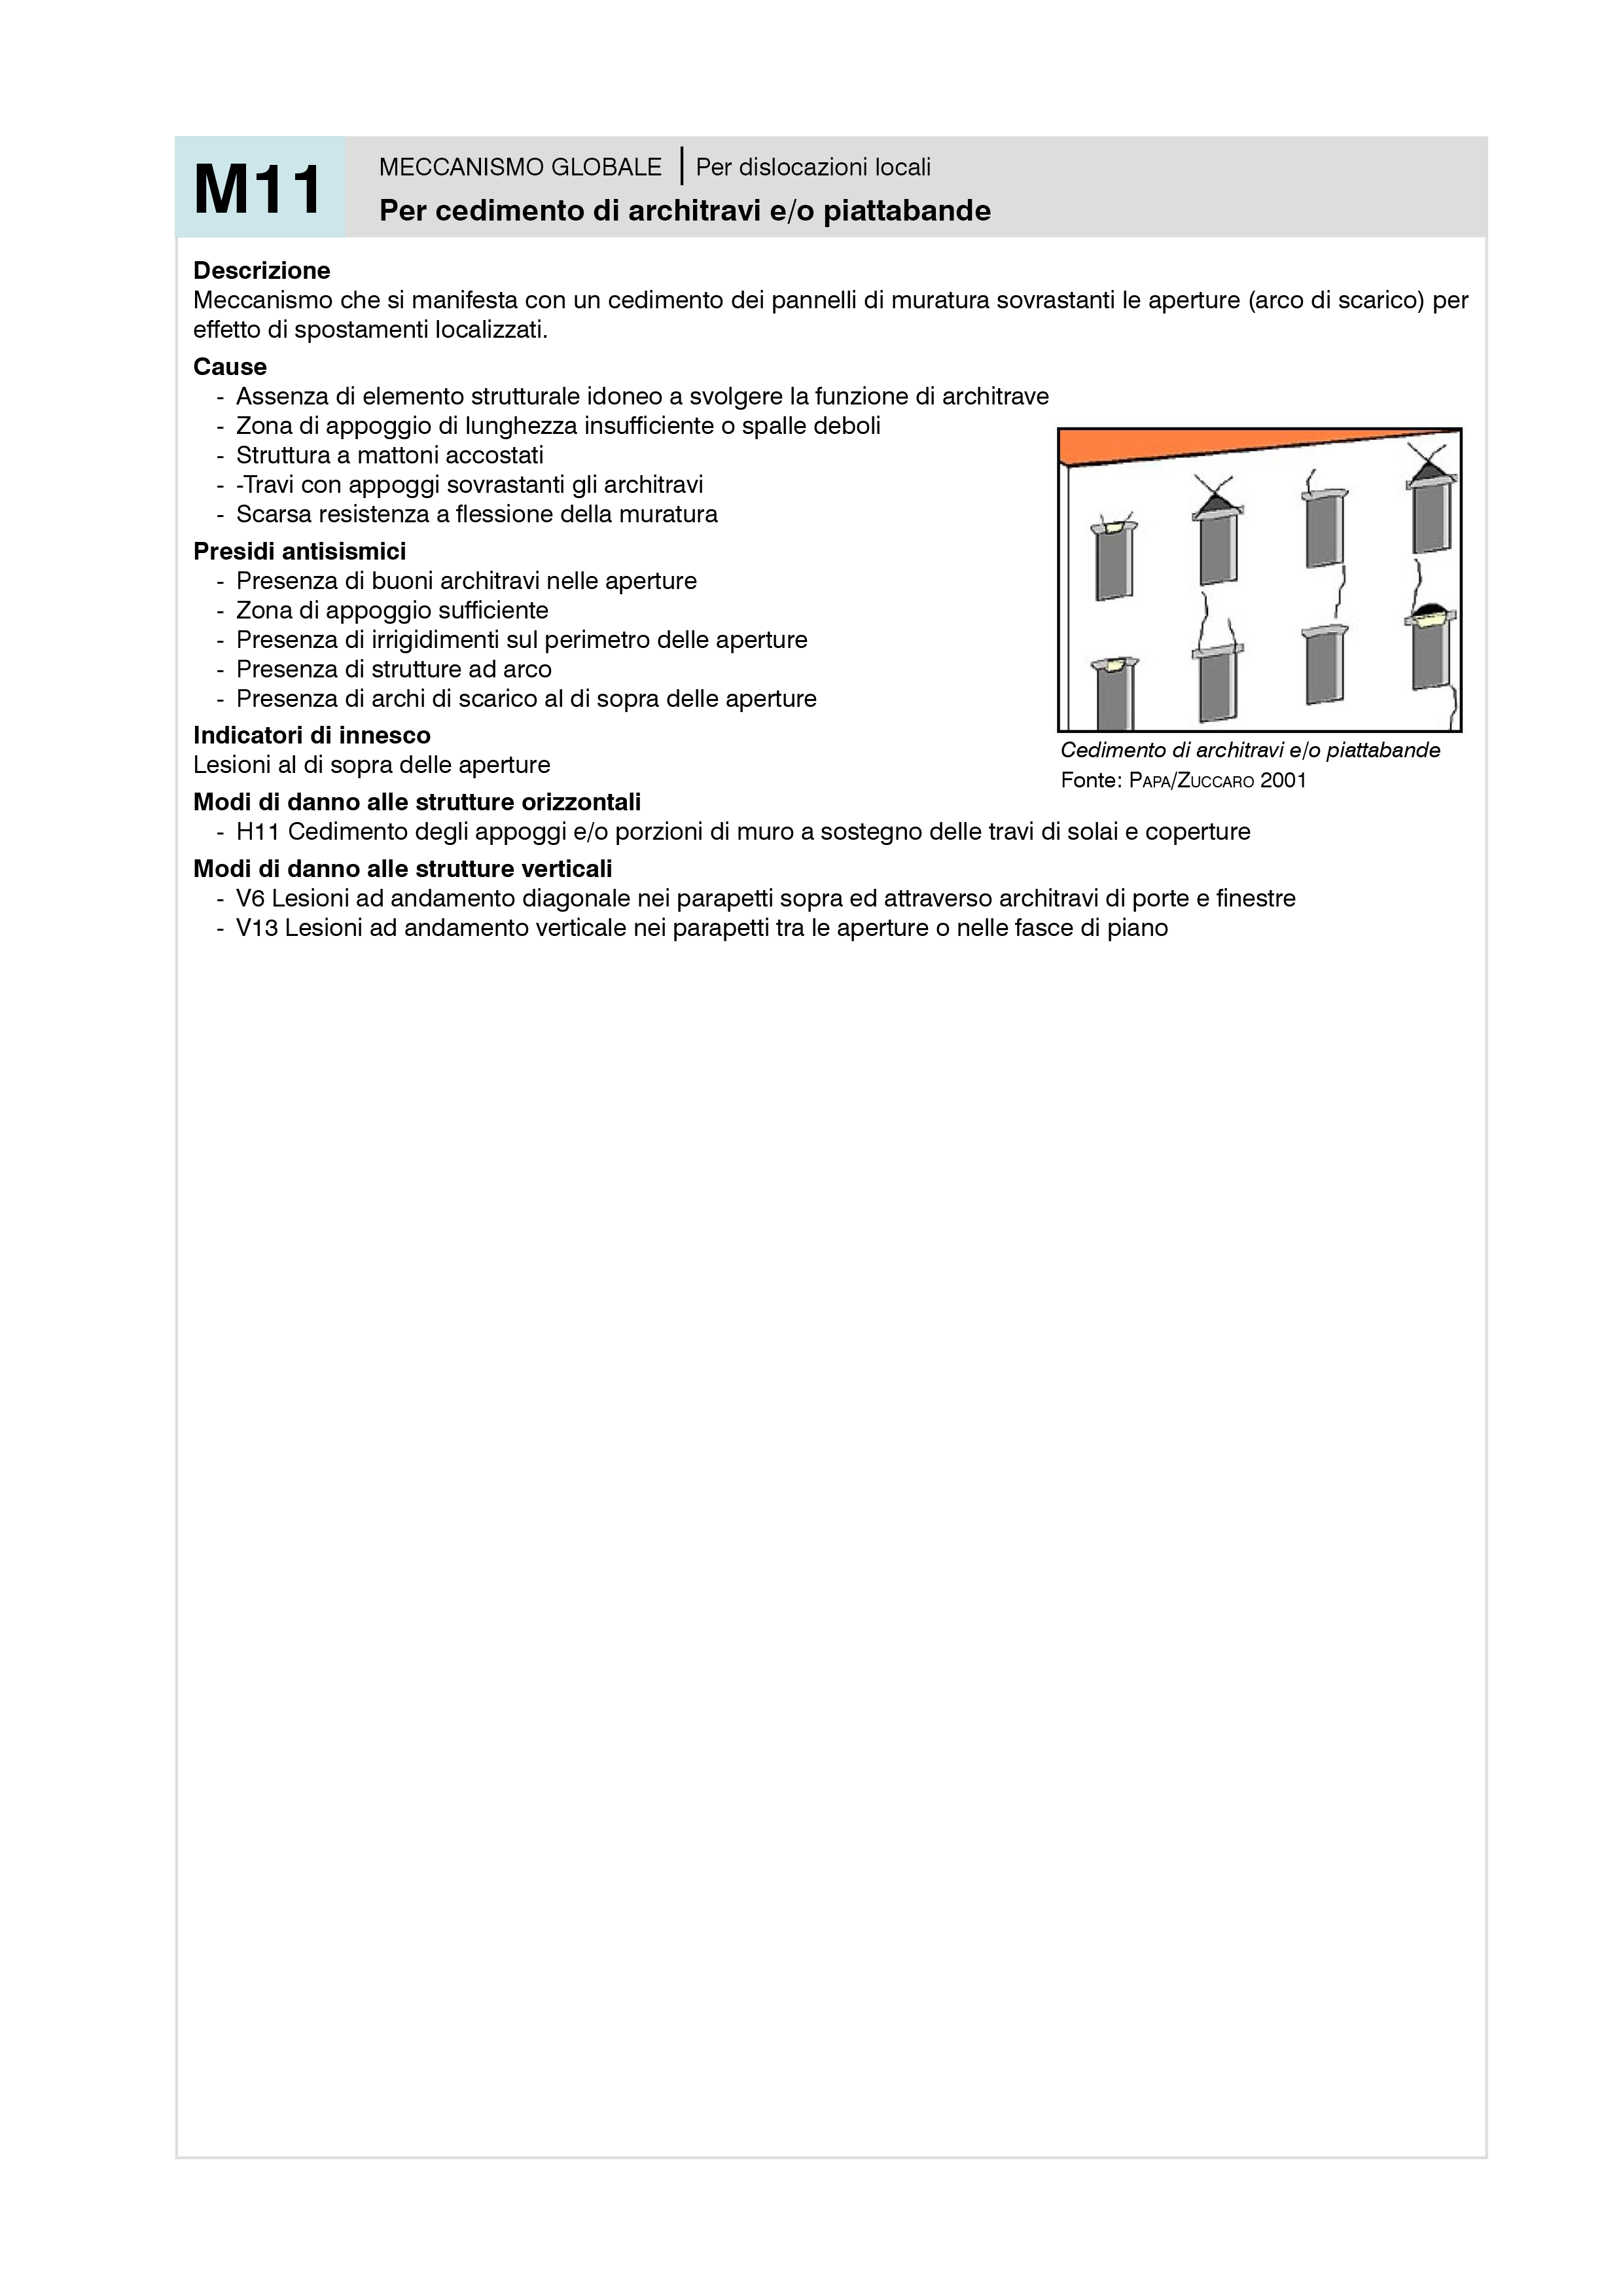 M11
MECCANISMO GLOBALE | Per dislocazioni locali
Per cedimento di architravi e/o piattabande
Descrizione
Meccanismo che si manifesta con un cedimento dei pannelli di muratura sovrastanti le aperture (arco di scarico) per
effetto di spostamenti localizzati.
Cause
- Assenza di elemento strutturale idoneo a svolgere la funzione di architrave
- Zona di appoggio di lunghezza insufficiente o spalle deboli
- Struttura a mattoni accostati
- -Travi con appoggi sovrastanti gli architravi
- Scarsa resistenza a flessione della muratura
Presidi antisismici
- Presenza di buoni architravi nelle aperture
- Zona di appoggio sufficiente
- Presenza di irrigidimenti sul perimetro delle aperture
- Presenza di strutture ad arco
- Presenza di archi di scarico al di sopra delle aperture
Indicatori di innesco
Lesioni al di sopra delle aperture
Cedimento di architravi e/o piattabande
Fonte: PAPA/ZUCCARO 2001
Modi di danno alle strutture orizzontali
- H11 Cedimento degli appoggi e/o porzioni di muro a sostegno delle travi di solai e coperture
Modi di danno alle strutture verticali
- V6 Lesioni ad andamento diagonale nei parapetti sopra ed attraverso architravi di porte e finestre
- V13 Lesioni ad andamento verticale nei parapetti tra le aperture o nelle fasce di piano